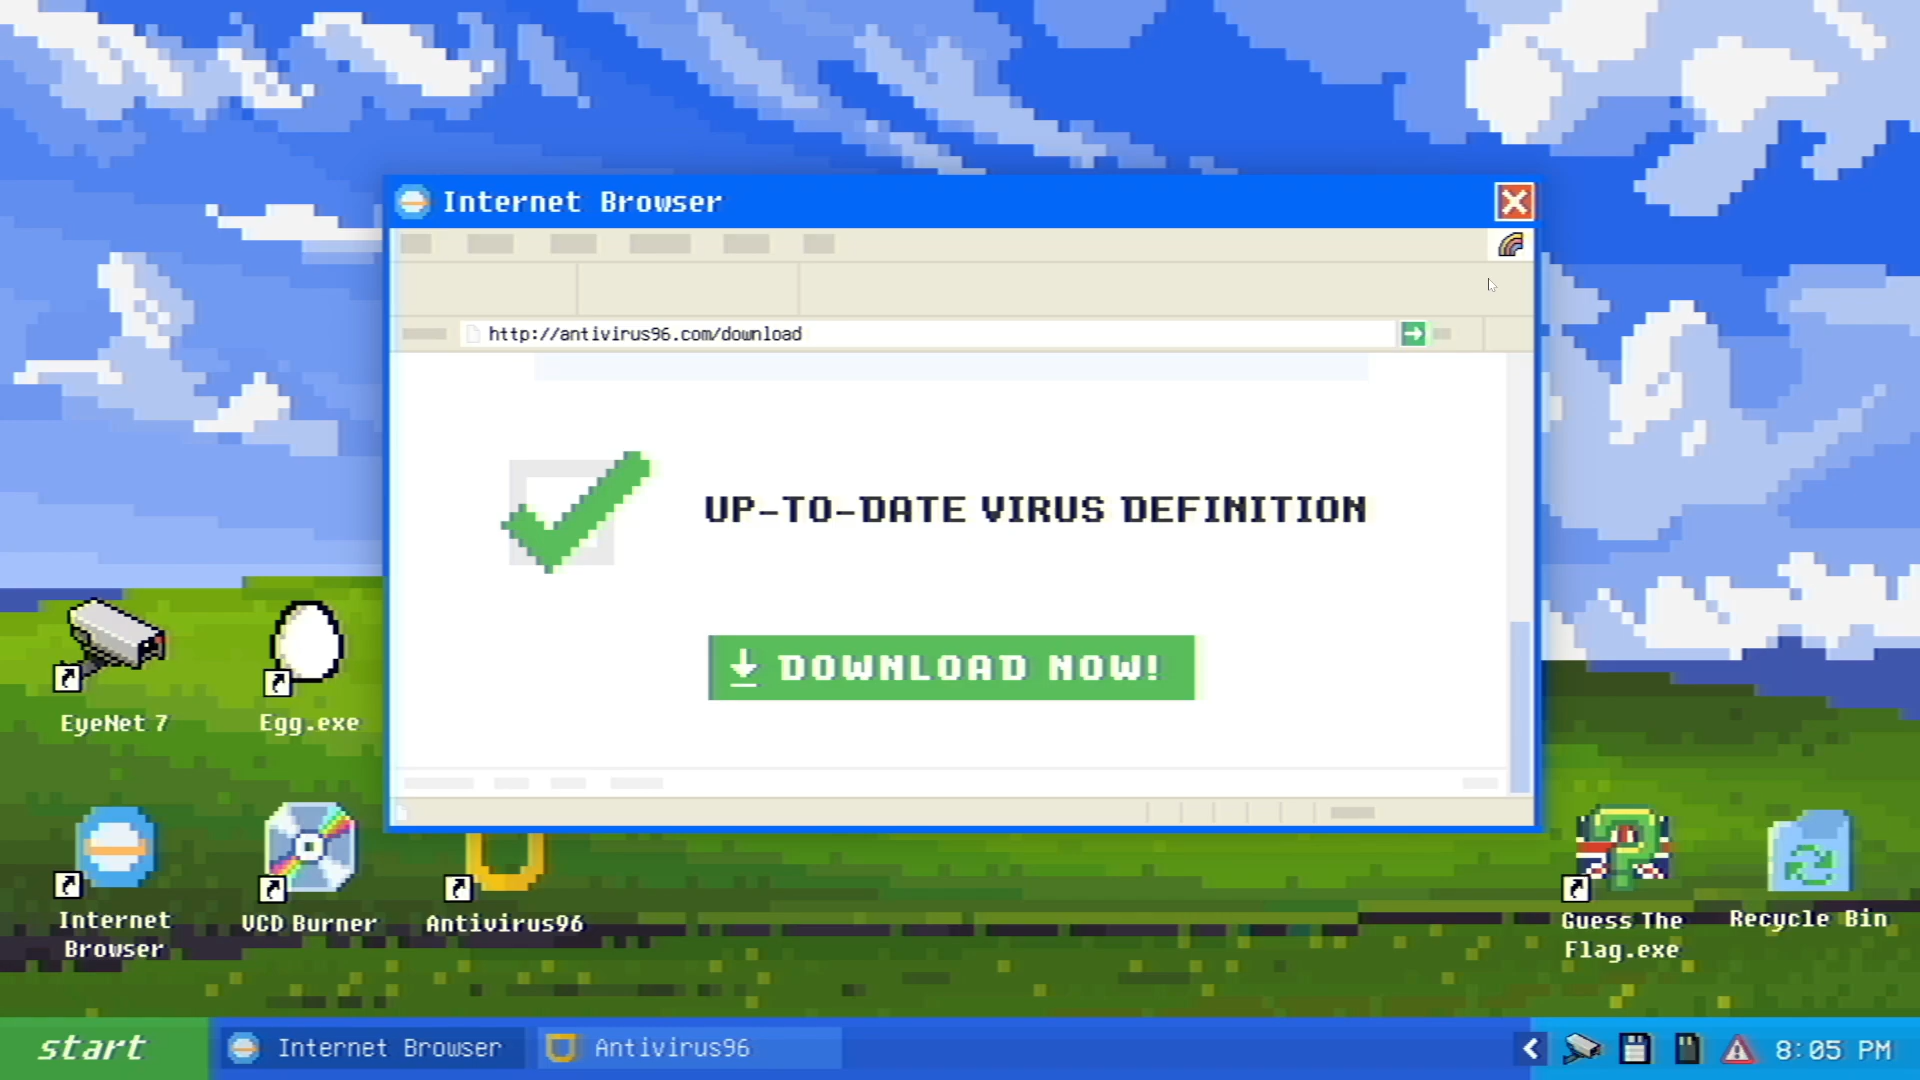 Internet Browser
http://antivirus96.com/download
UP-TO-DATE VIRUS DEFINITION
DOWNLOAD NOW!
EyeNet 7
Egg.exe
Internet
Browser
VCD Burner
Antivirus96
Guess The
Flag.exe
Recycle Bin
start
Internet Browser
Antivirus96
8:05 PM